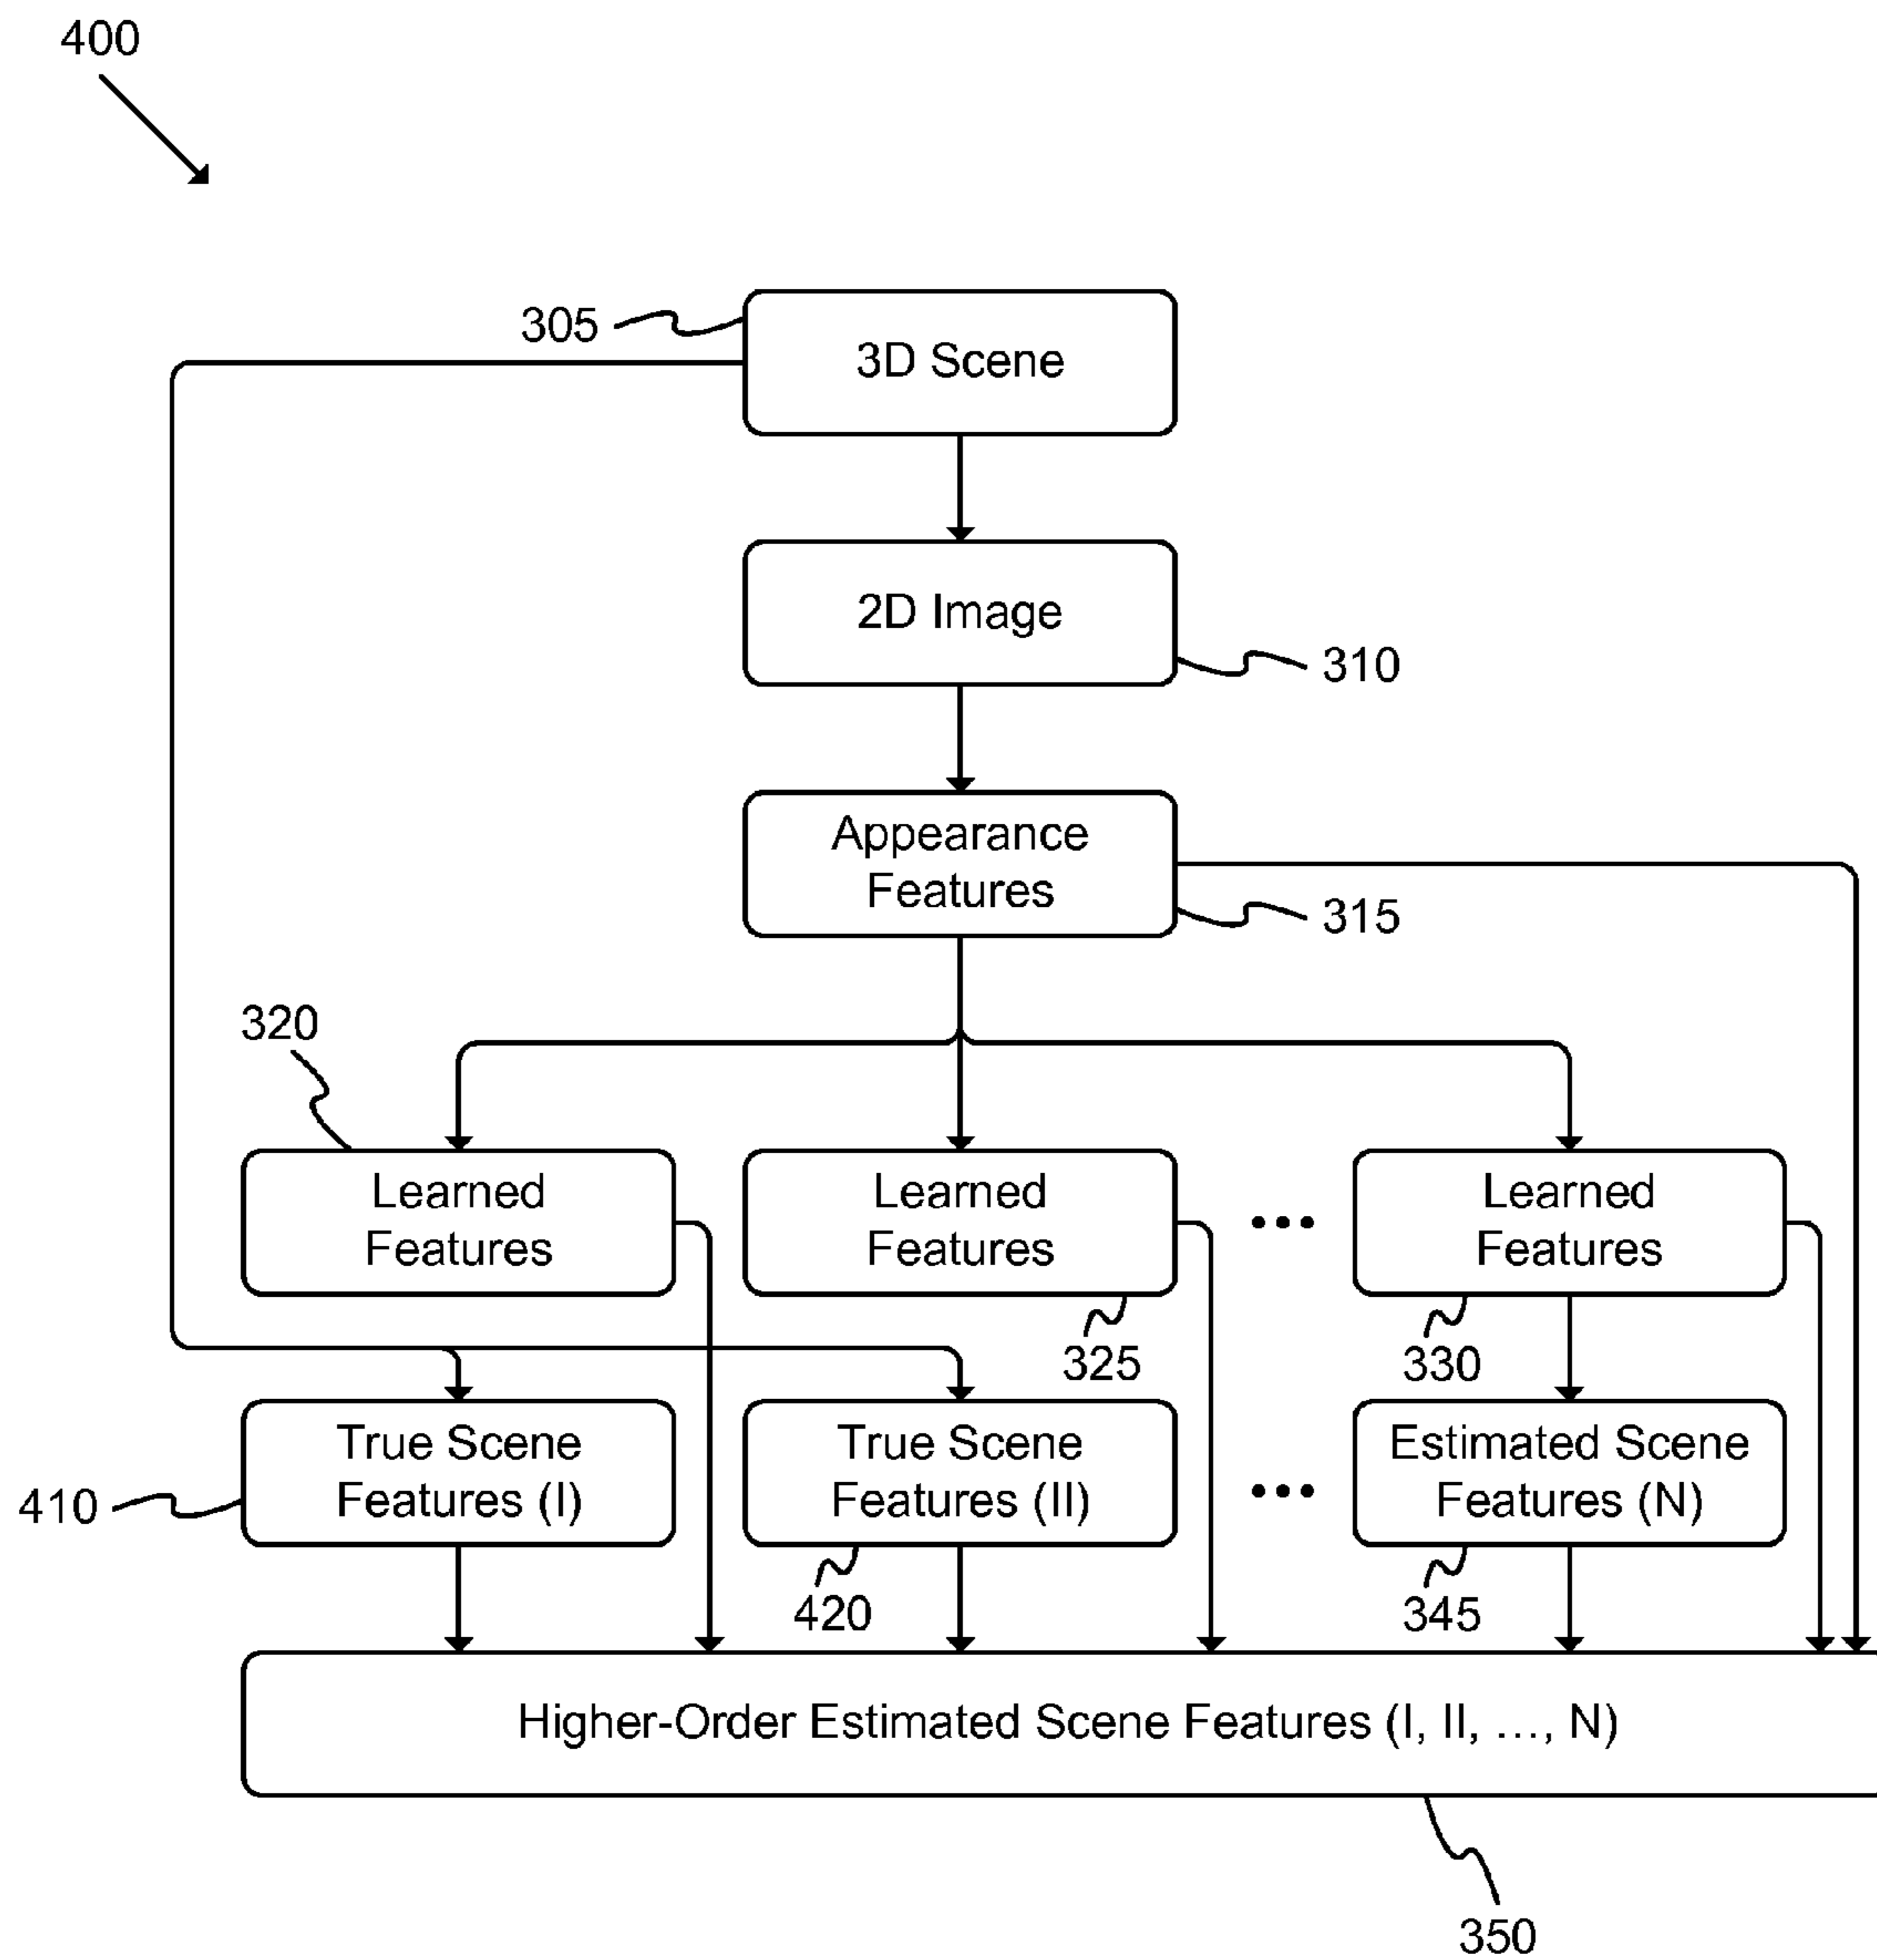 400
305
3D Scene
2D Image
310
Appearance
Features
315
320
Learned
Features
Learned
Features
•••
Learned
Features
325
330
True Scene
Features (I)
410
True Scene
Features (II)
420
•••
Estimated Scene
Features (N)
345
Higher-Order Estimated Scene Features (I, II, …, N)
350